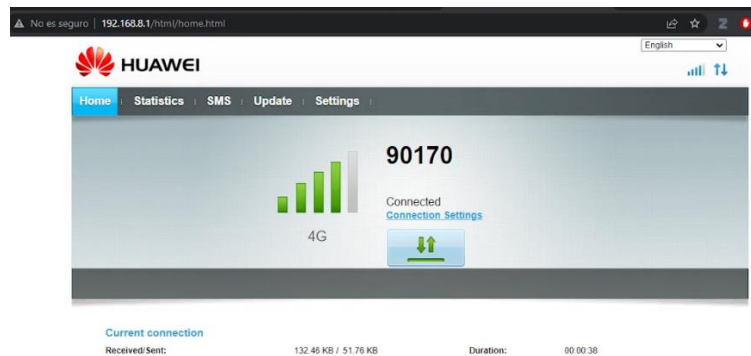 No es seguro | 192.168.8.1/html/home.html
English
HUAWEI
Home Statistics SMS Update Settings
90170
Connected
Connection Settings
4G
Current connection
Received/Sent: 132.46 KB / 51.76 KB Duration: 00:00:38